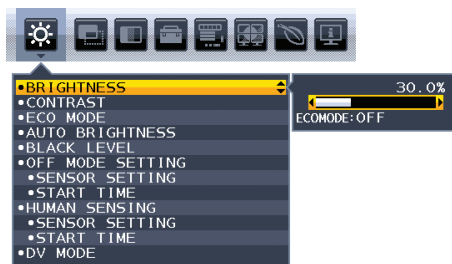 •BRIGHTNESS
30.0%
ECOMODE:OFF
•CONTRAST
•ECO MODE
•AUTO BRIGHTNESS
•BLACK LEVEL
•OFF MODE SETTING
•SENSOR SETTING
•START TIME
•HUMAN SENSING
•SENSOR SETTING
•START TIME
•DV MODE